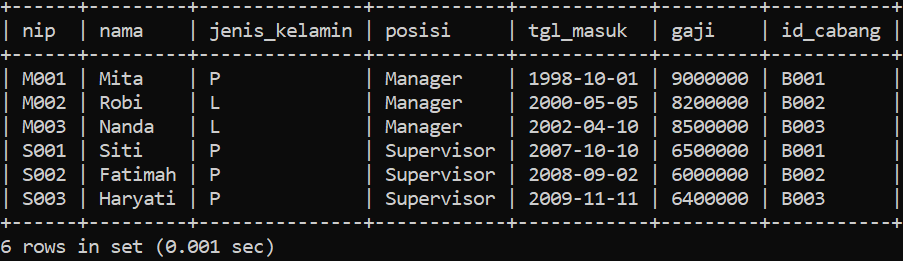 +------+---------+---------------+------------+------------+---------+-----------+
| nip  | nama    | jenis_kelamin | posisi     | tgl_masuk  | gaji    | id_cabang |
+------+---------+---------------+------------+------------+---------+-----------+
| M001 | Mita    | P             | Manager    | 1998-10-01 | 9000000 | B001      |
| M002 | Robi    | L             | Manager    | 2000-05-05 | 8200000 | B002      |
| M003 | Nanda   | L             | Manager    | 2002-04-10 | 8500000 | B003      |
| S001 | Siti    | P             | Supervisor | 2007-10-10 | 6500000 | B001      |
| S002 | Fatimah | P             | Supervisor | 2008-09-02 | 6000000 | B002      |
| S003 | Haryati | P             | Supervisor | 2009-11-11 | 6400000 | B003      |
+------+---------+---------------+------------+------------+---------+-----------+
6 rows in set (0.001 sec)